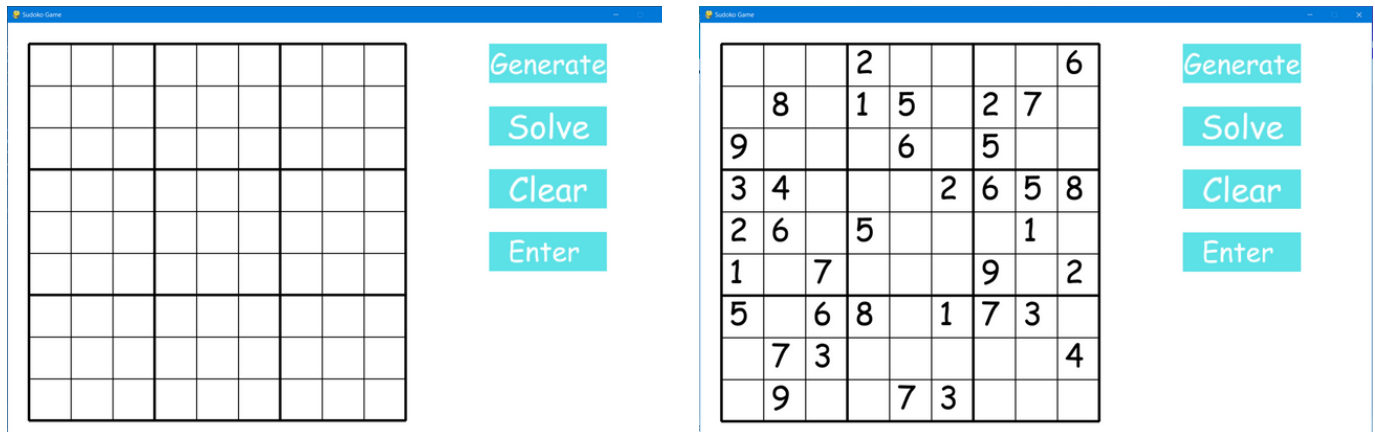 Sudoko Game
Generate
Solve
Clear
Enter
Sudoko Game
2 6
8 1 5 2 7
9 6 5
3 4 2 6 5 8
2 6 5 1
1 7 9 2
5 6 8 1 7 3
7 3 4
9 7 3
Generate
Solve
Clear
Enter